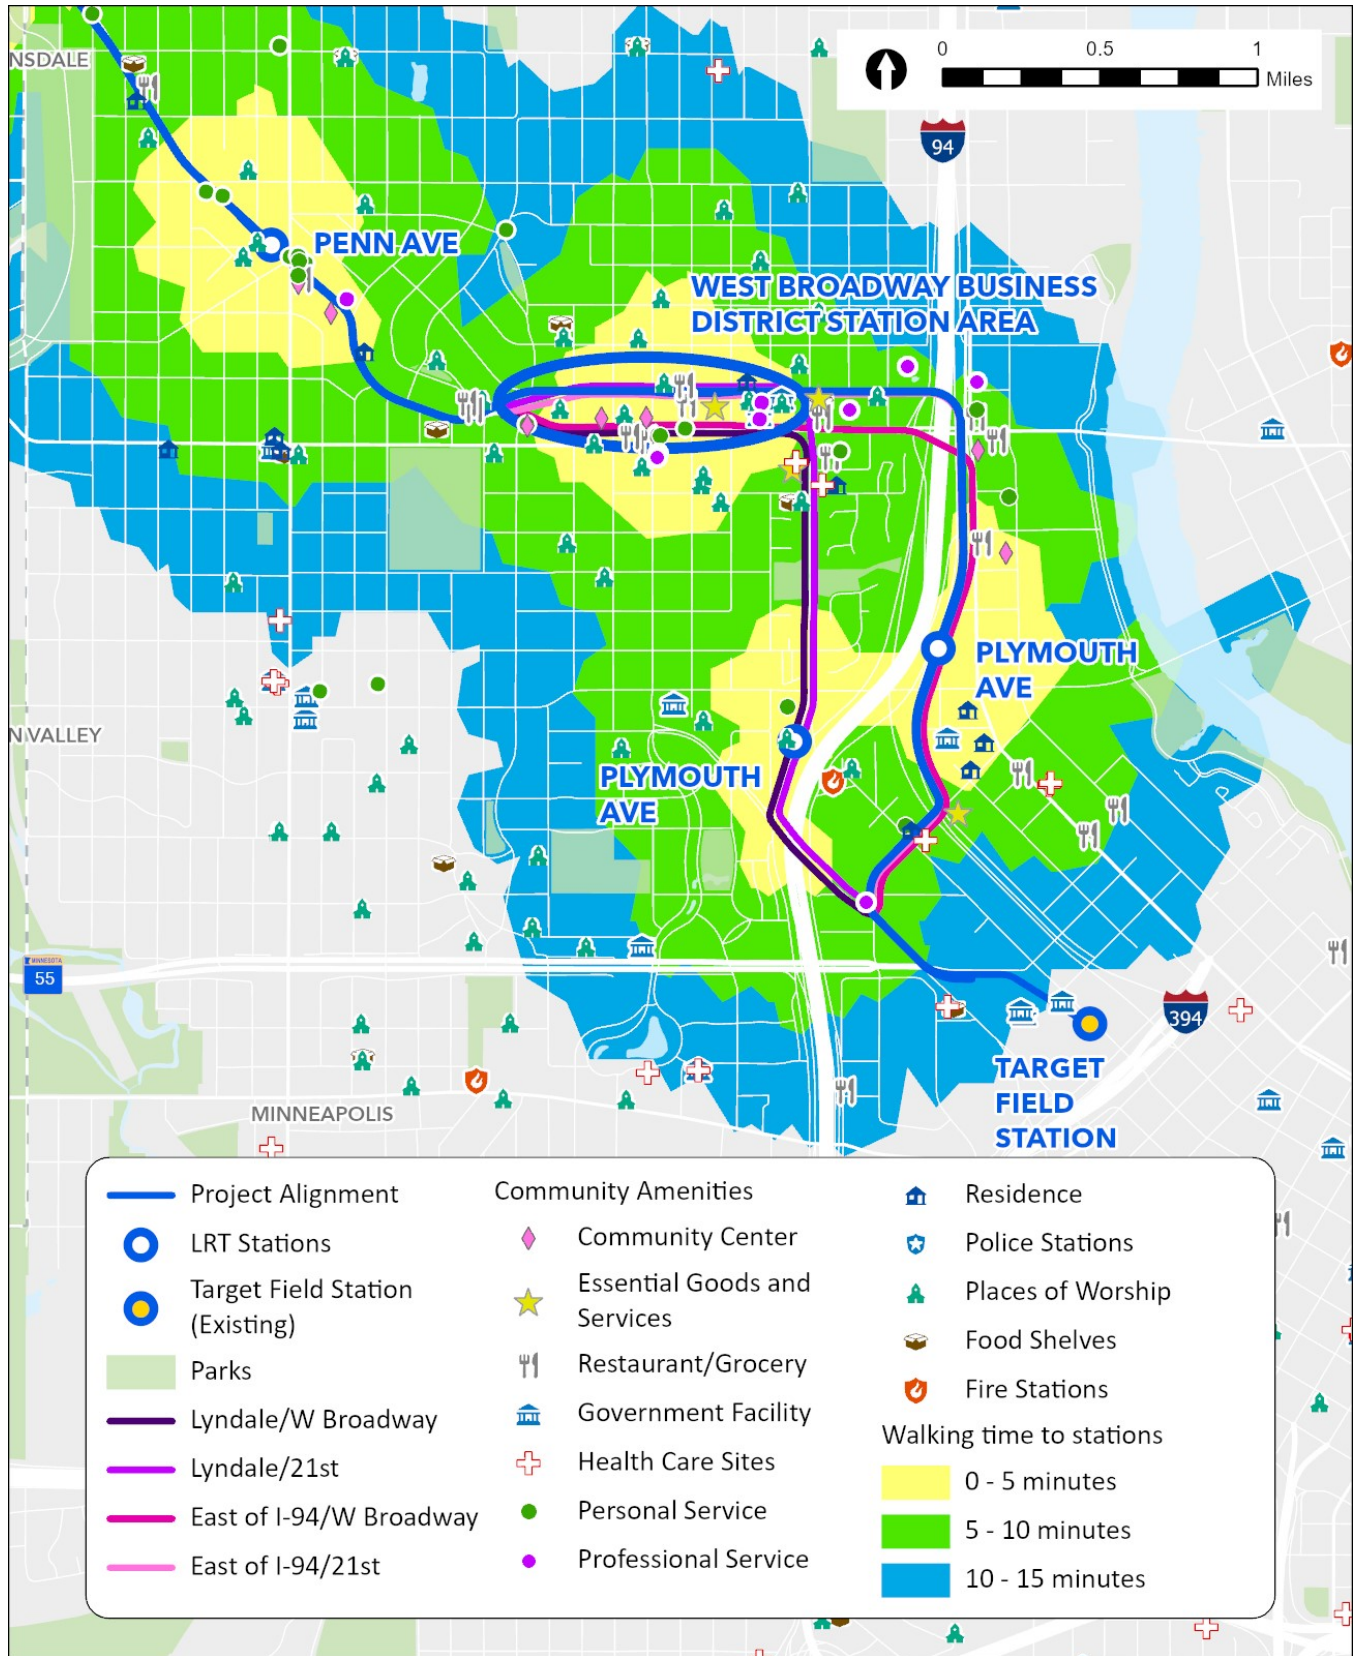 NSDALE
0 0.5 1
Miles
94
PENN AVE
WEST BROADWAY BUSINESS
DISTRICT STATION AREA
PLYMOUTH
AVE
N VALLEY
PLYMOUTH
AVE
MINNESOTA
55
394
TARGET
FIELD
STATION
MINNEAPOLIS
Project Alignment
LRT Stations
Target Field Station
(Existing)
Parks
Lyndale/W Broadway
Lyndale/21st
East of I-94/W Broadway
East of I-94/21st
Community Amenities
Community Center
Essential Goods and
Services
Restaurant/Grocery
Government Facility
Health Care Sites
Personal Service
Professional Service
Residence
Police Stations
Places of Worship
Food Shelves
Fire Stations
Walking time to stations
0 - 5 minutes
5 - 10 minutes
10 - 15 minutes